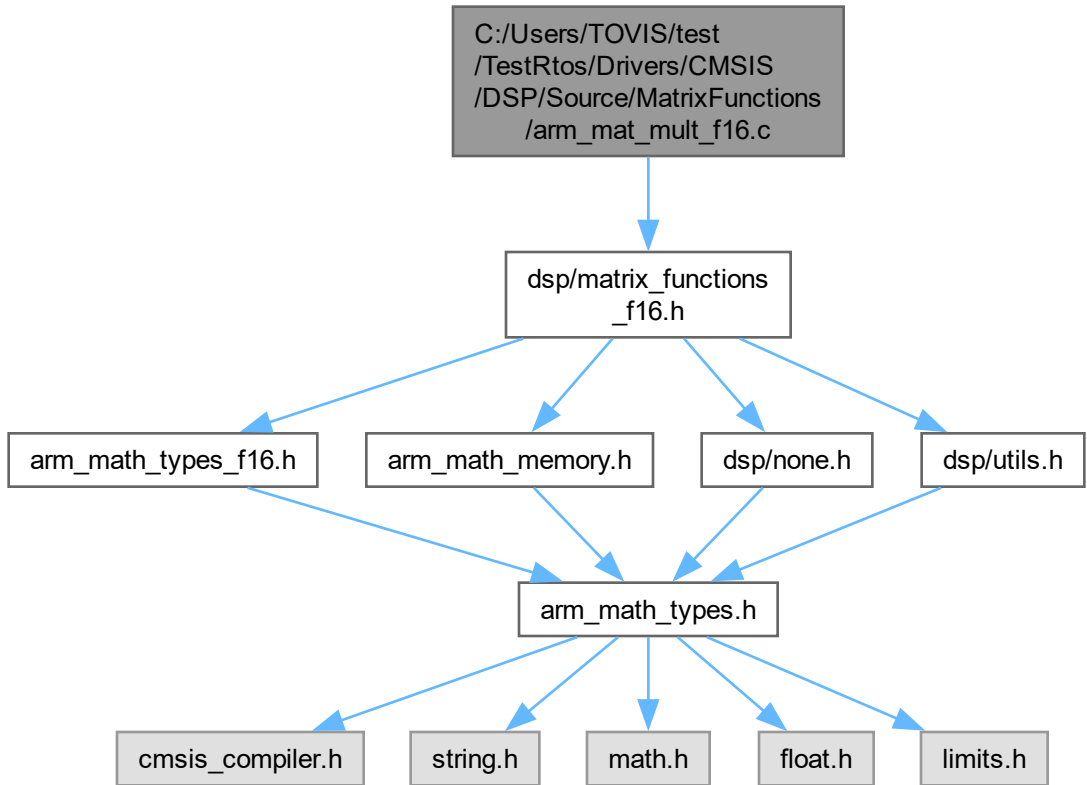 C:/Users/TOVIS/test
/TestRtos/Drivers/CMSIS
/DSP/Source/MatrixFunctions
/arm_mat_mult_f16.c
dsp/matrix_functions
_f16.h
arm_math_types_f16.h
arm_math_memory.h
dsp/none.h
dsp/utils.h
arm_math_types.h
cmsis_compiler.h
string.h
math.h
float.h
limits.h